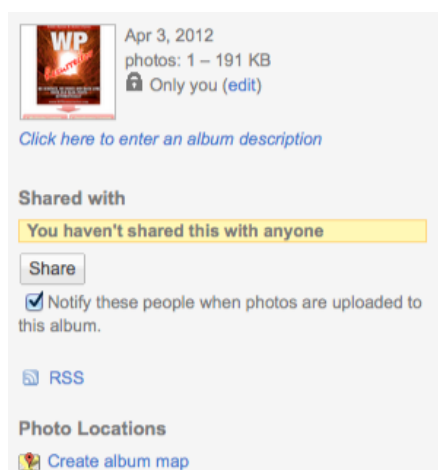 WP
Apr 3, 2012
photos: 1 – 191 KB
Only you (edit)
Click here to enter an album description
Shared with
You haven't shared this with anyone
Share
Notify these people when photos are uploaded to
this album.
RSS
Photo Locations
Create album map